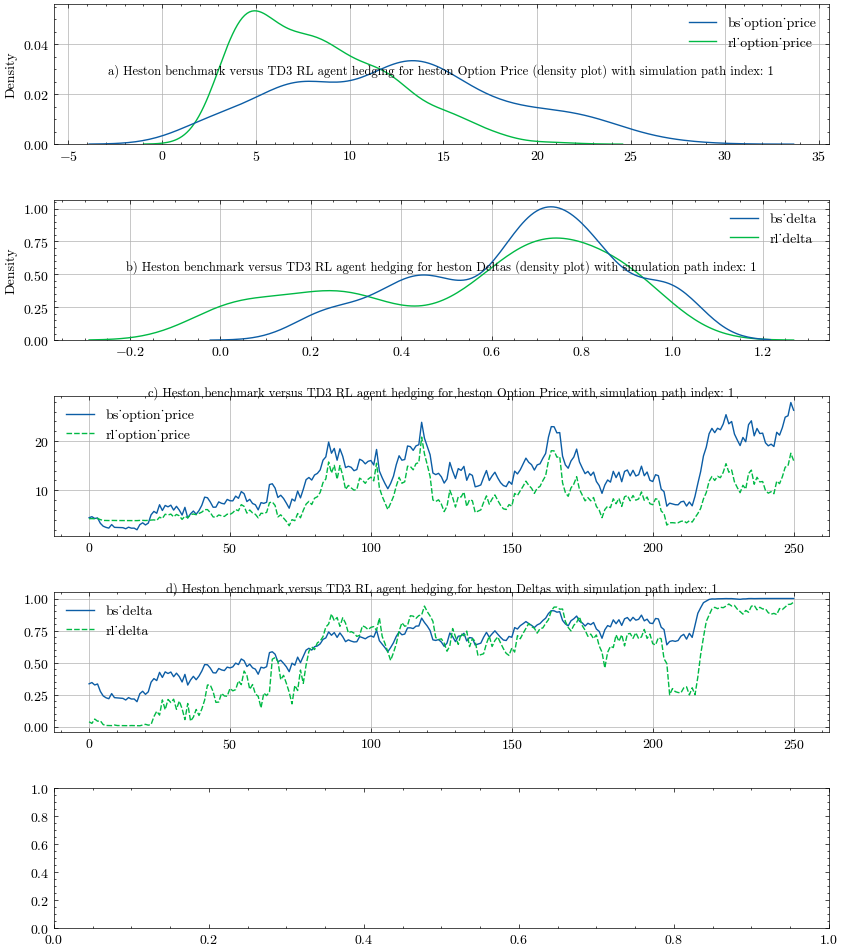 bs˙option˙price
rl˙option˙price
a) Heston benchmark versus TD3 RL agent hedging for heston Option Price (density plot) with simulation path index: 1
Density
0.04
0.02
0.00
−5 0 5 10 15 20 25 30 35
bs˙delta
rl˙delta
b) Heston benchmark versus TD3 RL agent hedging for heston Deltas (density plot) with simulation path index: 1
Density
1.00
0.75
0.50
0.25
0.00
−0.2 0.0 0.2 0.4 0.6 0.8 1.0 1.2
c) Heston benchmark versus TD3 RL agent hedging for heston Option Price with simulation path index: 1
bs˙option˙price
rl˙option˙price
20
10
0 50 100 150 200 250
d) Heston benchmark versus TD3 RL agent hedging for heston Deltas with simulation path index: 1
bs˙delta
rl˙delta
1.00
0.75
0.50
0.25
0.00
0 50 100 150 200 250
1.0
0.8
0.6
0.4
0.2
0.0
0.0 0.2 0.4 0.6 0.8 1.0